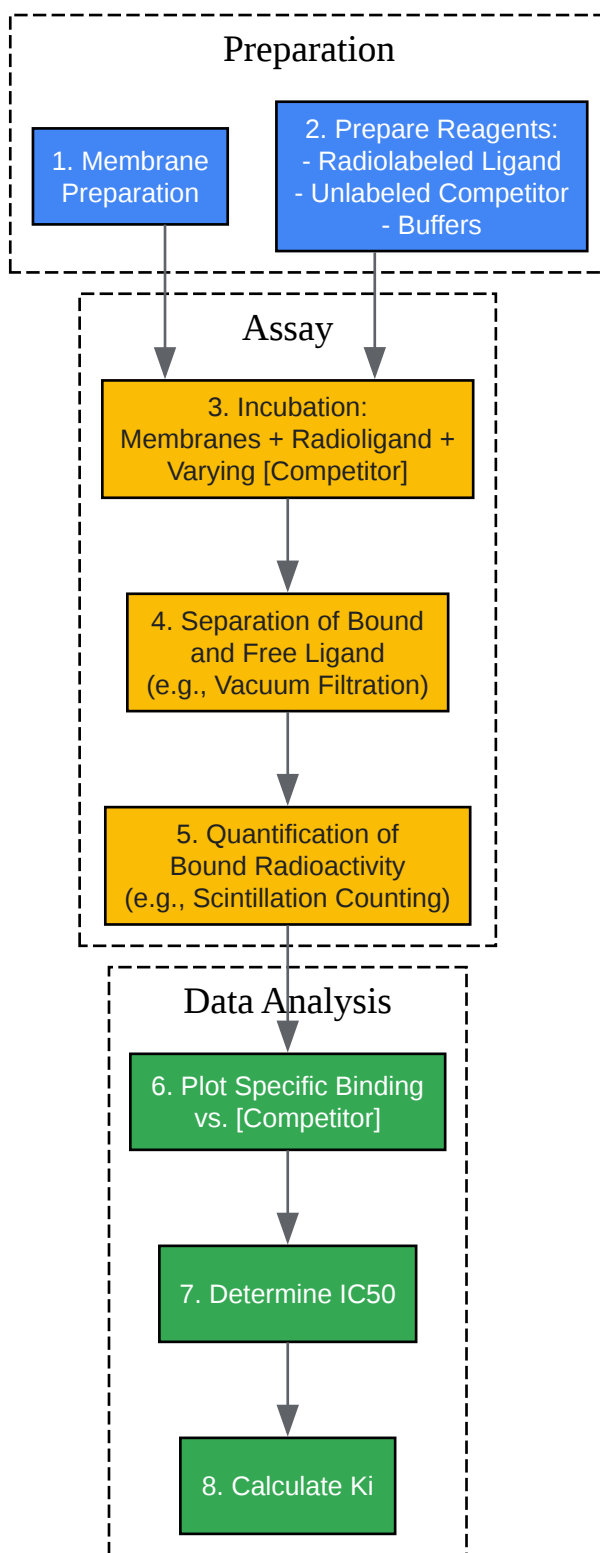 Preparation
1. Membrane
Preparation
2. Prepare Reagents:
- Radiolabeled Ligand
- Unlabeled Competitor
- Buffers
Assay
3. Incubation:
Membranes + Radioligand +
Varying [Competitor]
4. Separation of Bound
and Free Ligand
(e.g., Vacuum Filtration)
5. Quantification of
Bound Radioactivity
(e.g., Scintillation Counting)
Data Analysis
6. Plot Specific Binding
vs. [Competitor]
7. Determine IC50
8. Calculate Ki